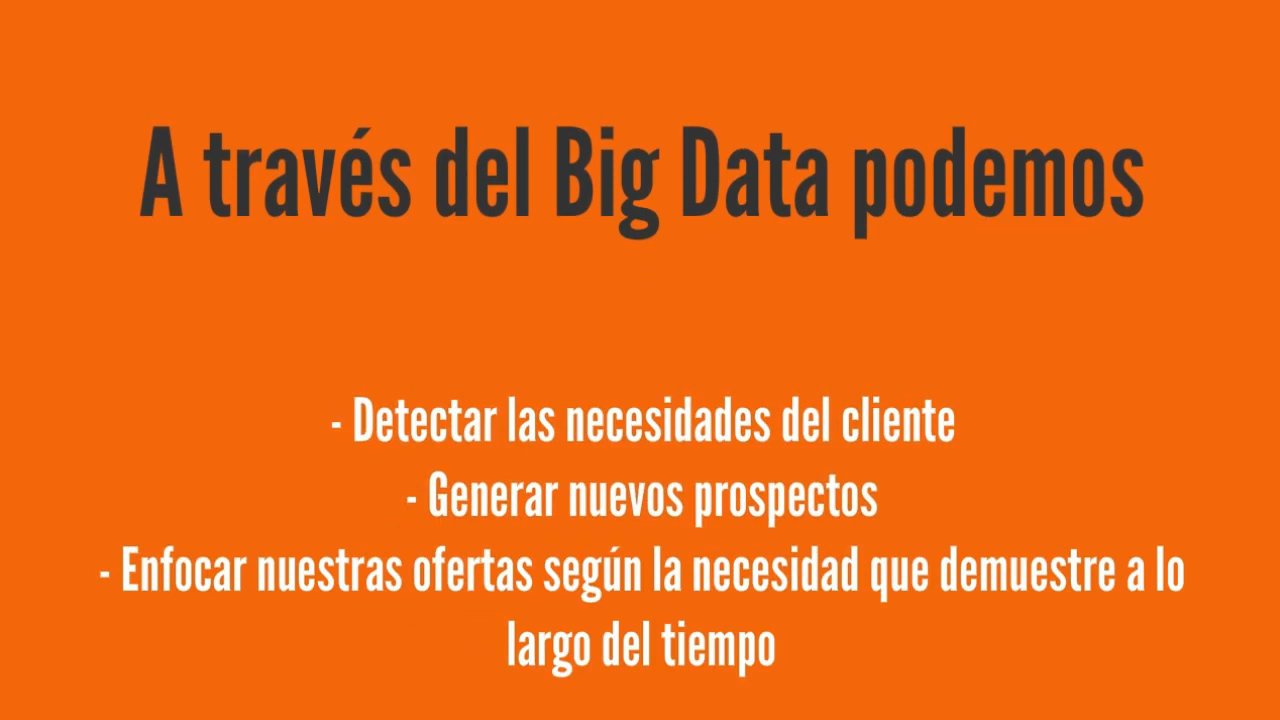 A través del Big Data podemos
- Detectar las necesidades del cliente
- Generar nuevos prospectos
- Enfocar nuestras ofertas según la necesidad que demuestre a lo
largo del tiempo